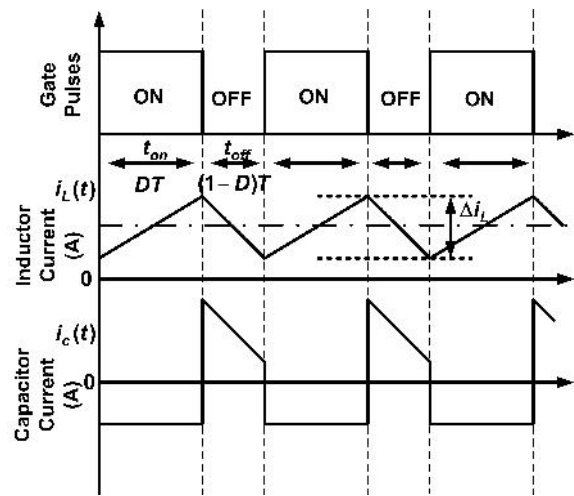 Gate
Pulses
ON
OFF
ON
OFF
ON
t_on
t_off
DT
(1-D)T
i_L(t)
Δi_L
Inductor
Current
(A)
0
i_c(t)
Capacitor
Current
(A)
0